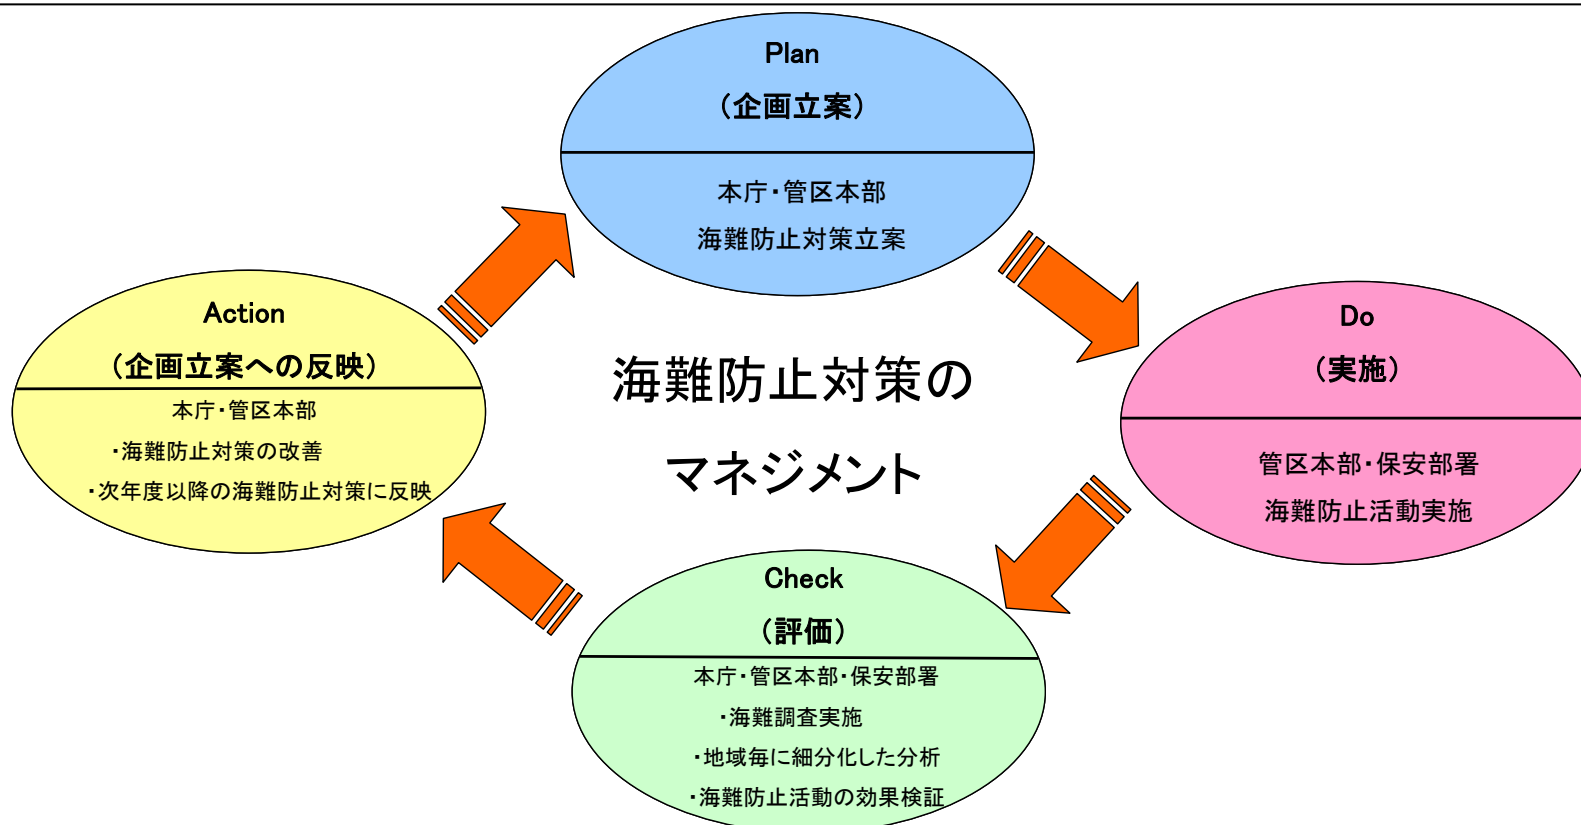 Plan
（企画立案）
本庁・管区本部
海難防止対策立案
Do
（実施）
管区本部・保安部署
海難防止活動実施
Check
（評価）
本庁・管区本部・保安部署
・海難調査実施
・地域毎に細分化した分析
・海難防止活動の効果検証
Action
（企画立案への反映）
本庁・管区本部
・海難防止対策の改善
・次年度以降の海難防止対策に反映
海難防止対策の
マネジメント